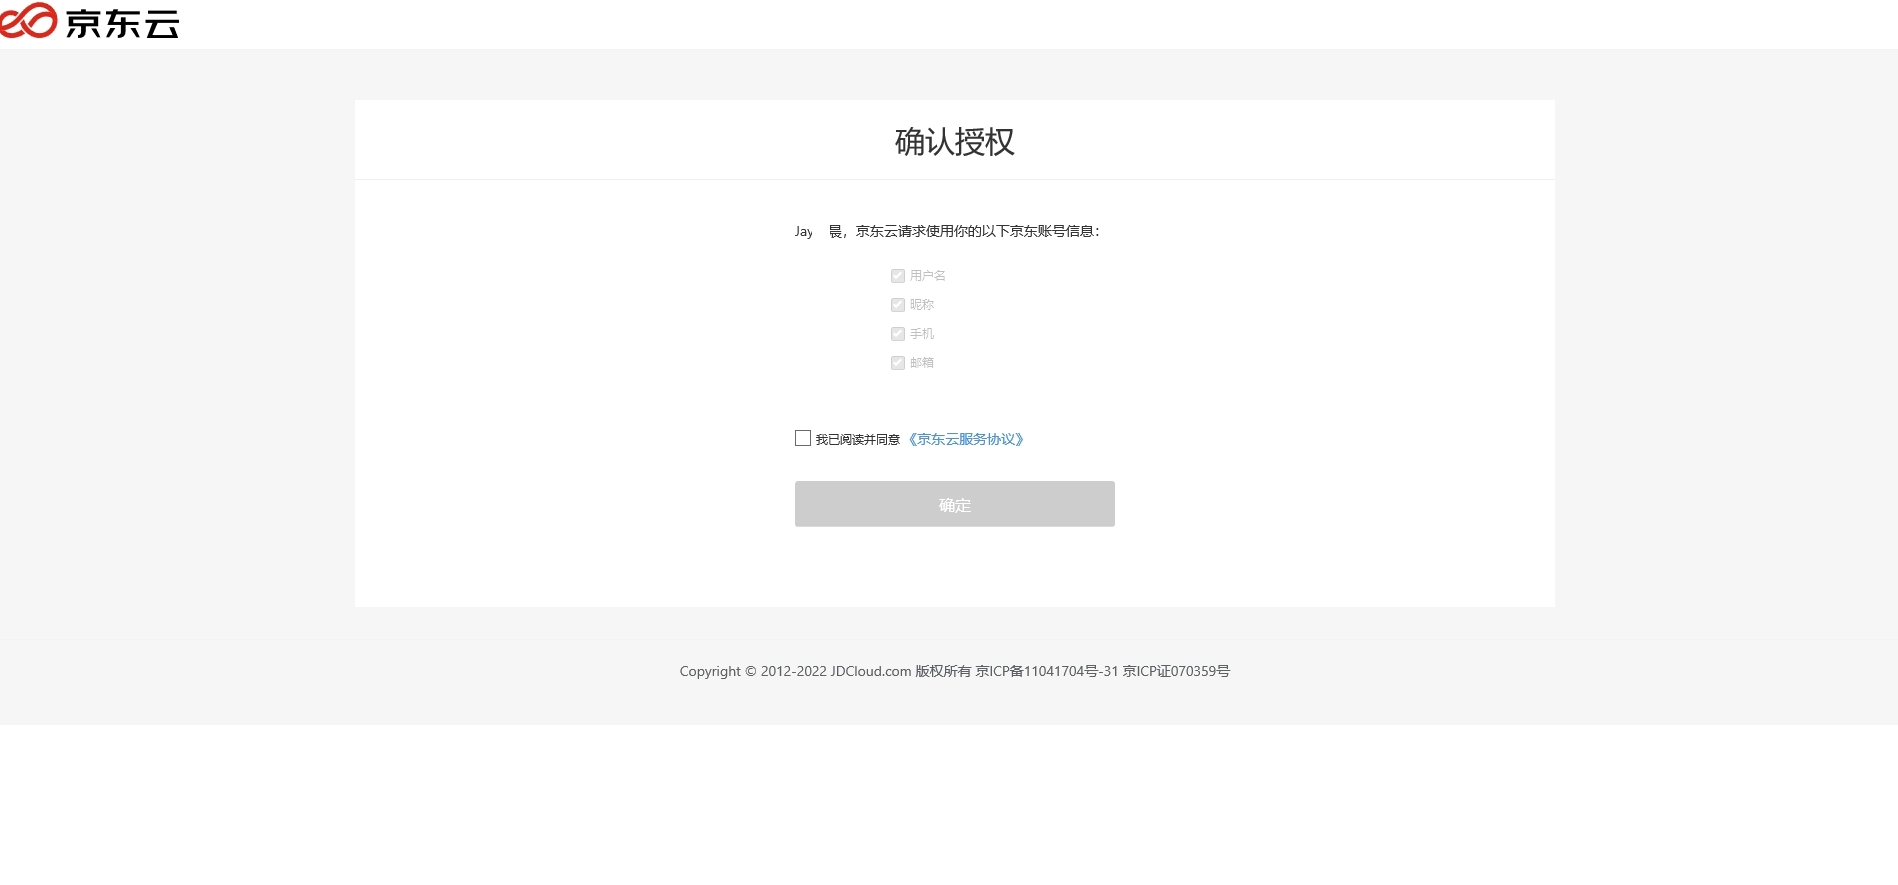 京东云
确认授权
Jay 晨，京东云请求使用你的以下京东账号信息：
用户名
昵称
手机
邮箱
我已阅读并同意《京东云服务协议》
确定
Copyright © 2012-2022 JDCloud.com 版权所有 京ICP备11041704号-31 京ICP证070359号